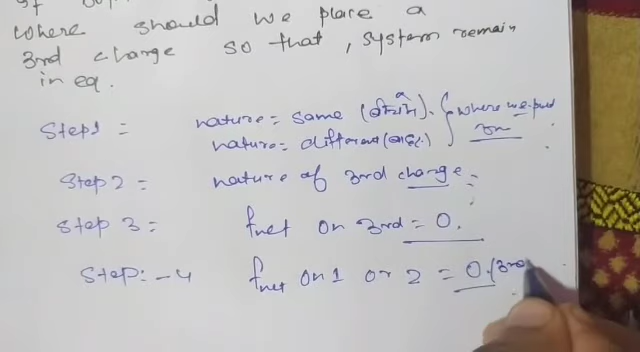 where should we place a
3rd charge so that, system remain
in eq.
Step1 = nature = same (बीच में).
nature = different (बाहर.) where we put
Step 2 = nature of 3rd charge =
Step 3 = fnet on 3rd = 0.
Step: - 4 fnet on 1 or 2 = 0. (3rd